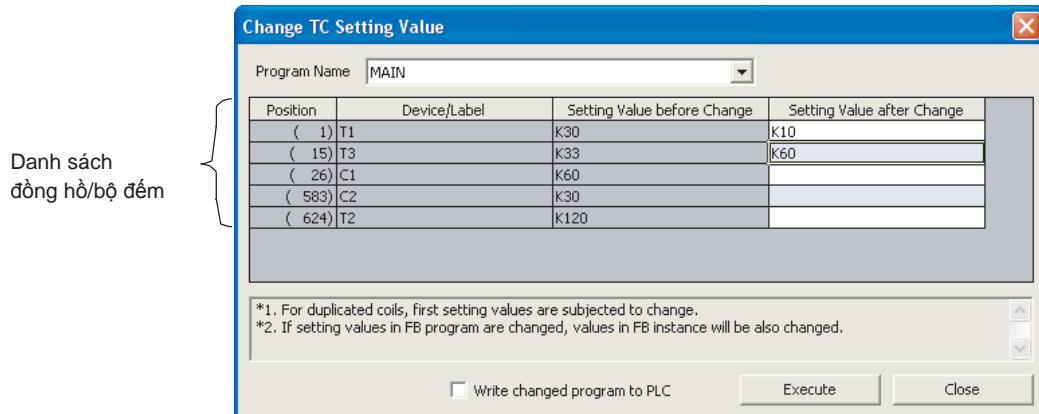 Change TC Setting Value
Program Name MAIN
Position Device/Label Setting Value before Change Setting Value after Change
( 1) T1 K30 K10
( 15) T3 K33 K60
( 26) C1 K60
( 583) C2 K30
( 624) T2 K120
Danh sách
đồng hồ/bộ đếm
*1. For duplicated coils, first setting values are subjected to change.
*2. If setting values in FB program are changed, values in FB instance will be also changed.
Write changed program to PLC Execute Close